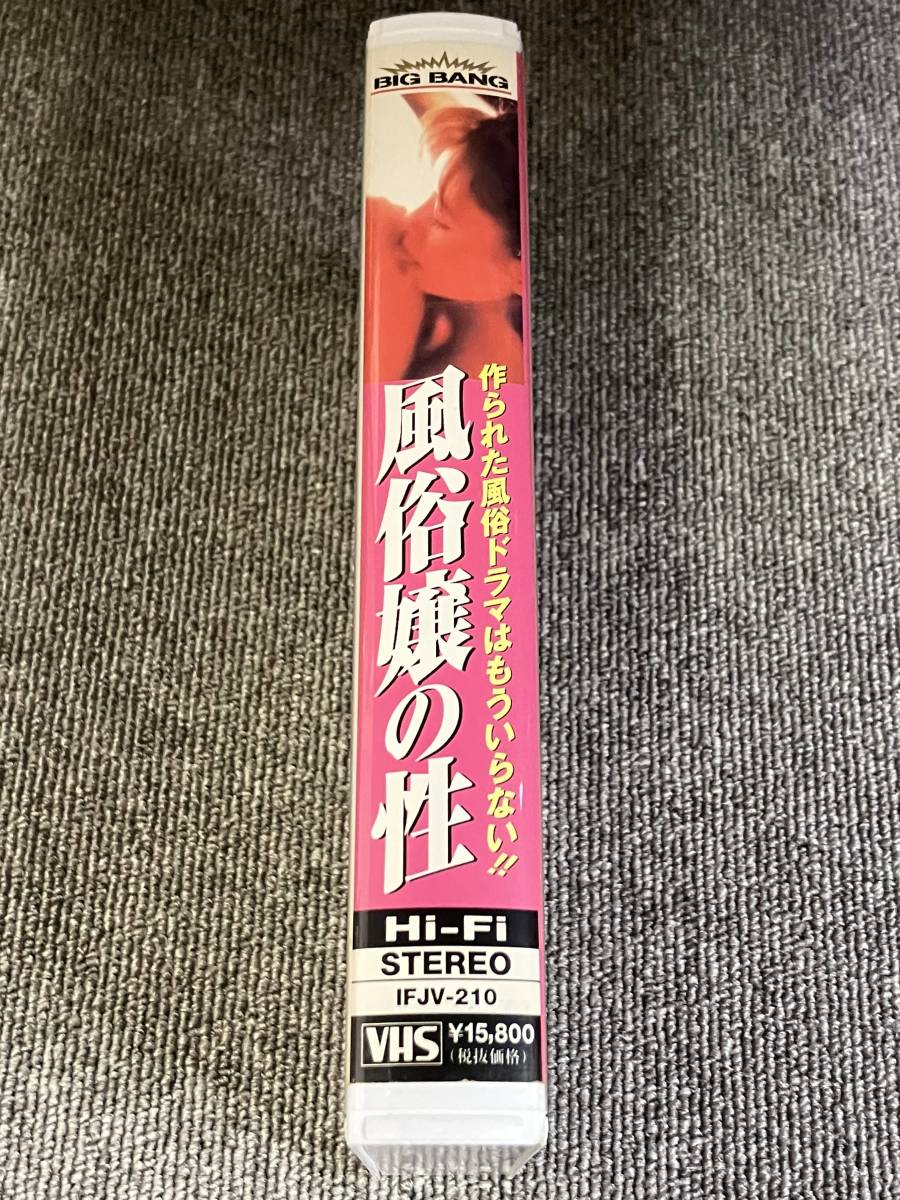 BIG BANG
作られた風俗ドラマはもういらない!!
風俗嬢の性
Hi-Fi
STEREO
IFJV-210
VHS
¥15,800
(税抜価格)